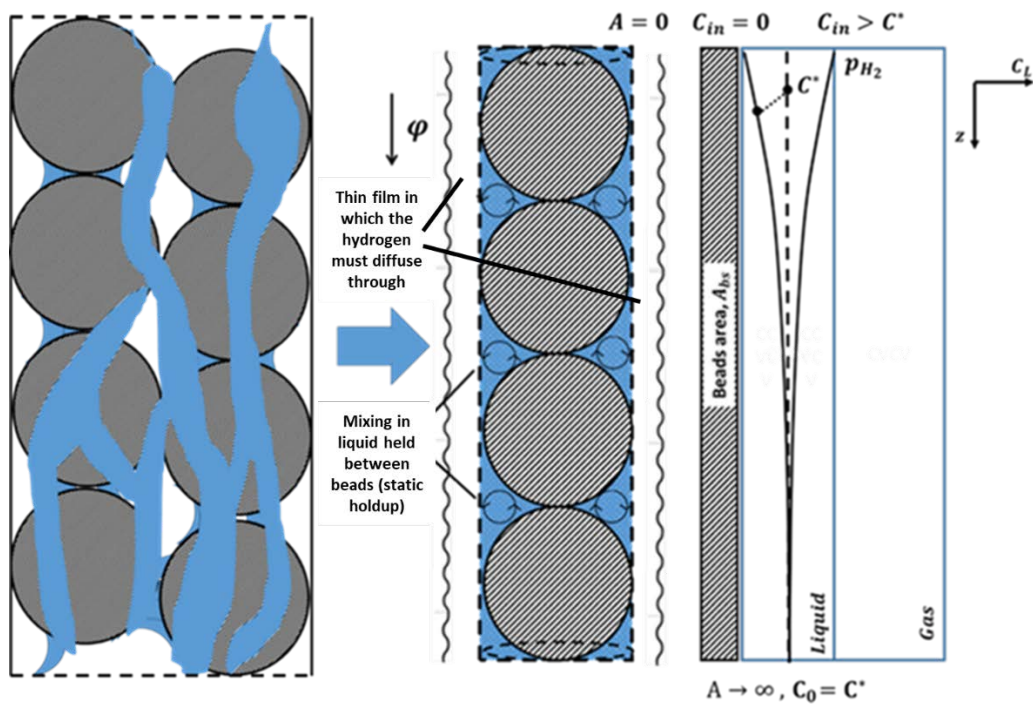 A = 0 C_in = 0 C_in > C*
p_H2
C_L
C*
z
φ
Thin film in
which the
hydrogen
must diffuse
through
Beads area, A_bs
Mixing in
liquid held
between
beads (static
holdup)
Liquid
Gas
A → ∞ , C_0 = C*